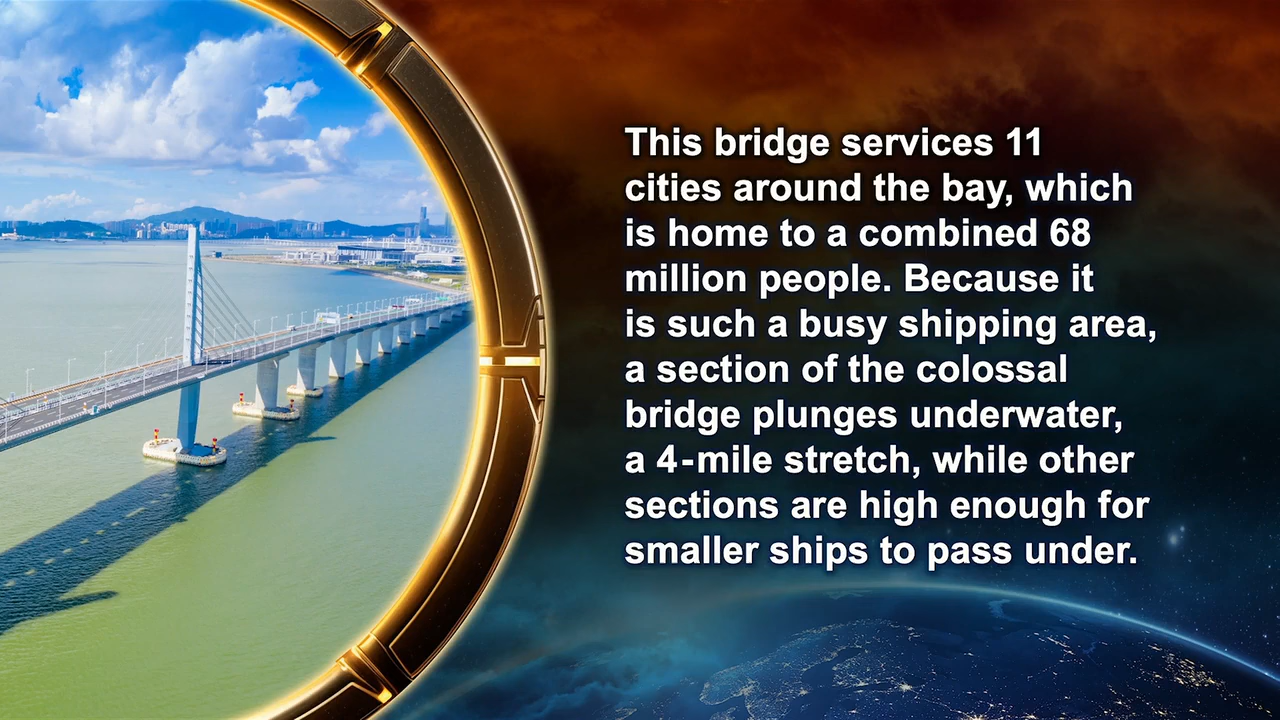 This bridge services 11
cities around the bay, which
is home to a combined 68
million people. Because it
is such a busy shipping area,
a section of the colossal
bridge plunges underwater,
a 4-mile stretch, while other
sections are high enough for
smaller ships to pass under.